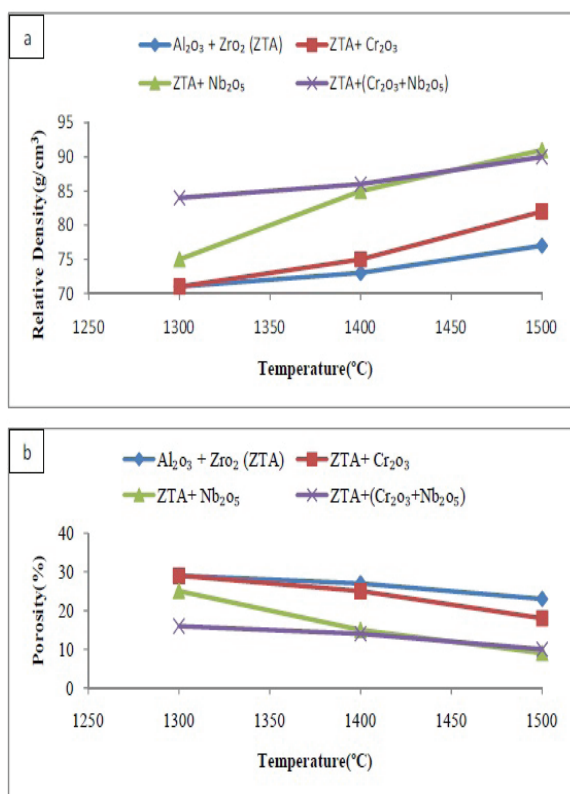 a
Al₂o₃ + Zro₂ (ZTA) ZTA+ Cr₂o₃
ZTA+ Nb₂o₅ ZTA+(Cr₂o₃+Nb₂o₅)
Relative Density(g/cm³)
95
90
85
80
75
70
1250 1300 1350 1400 1450 1500
Temperature(ºC)
b
Al₂o₃ + Zro₂ (ZTA) ZTA+ Cr₂o₃
ZTA+ Nb₂o₅ ZTA+(Cr₂o₃+Nb₂o₅)
Porosity(%)
40
30
20
10
0
1250 1300 1350 1400 1450 1500
Temperature(ºC)